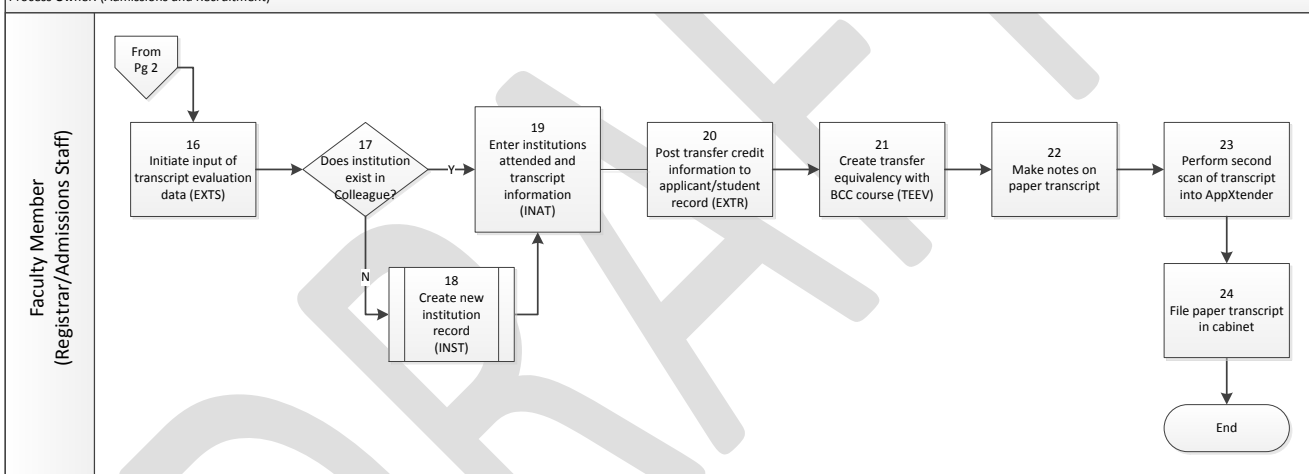 Process Owner: (Admissions and Recruitment)
Faculty Member
(Registrar/Admissions Staff)
From
Pg 2
16
Initiate input of
transcript evaluation
data (EXTS)
17
Does institution
exist in
Colleague?
Y
N
18
Create new
institution
record
(INST)
19
Enter institutions
attended and
transcript
information
(INAT)
20
Post transfer credit
information to
applicant/student
record (EXTR)
21
Create transfer
equivalency with
BCC course (TEEV)
22
Make notes on
paper transcript
23
Perform second
scan of transcript
into AppXtender
24
File paper transcript
in cabinet
End
DRAFT